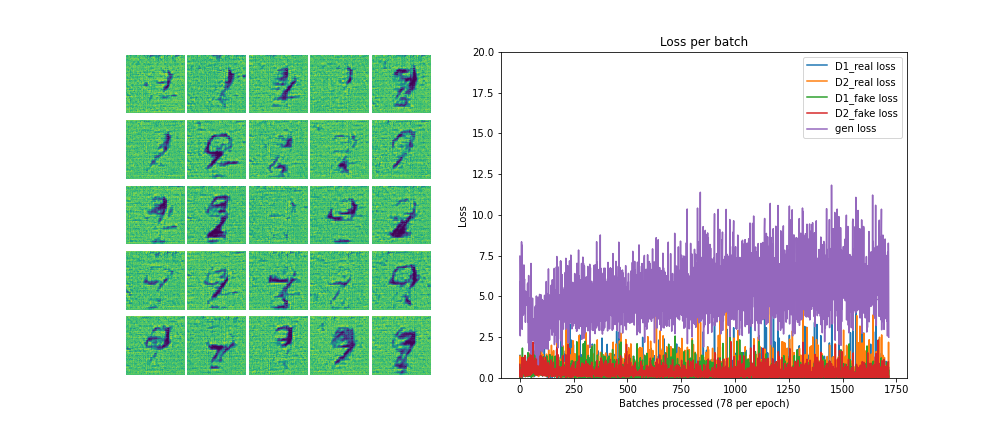 Loss per batch
20.0
17.5
15.0
12.5
10.0
7.5
5.0
2.5
0.0
Loss
D1_real loss
D2_real loss
D1_fake loss
D2_fake loss
gen loss
0 250 500 750 1000 1250 1500 1750
Batches processed (78 per epoch)